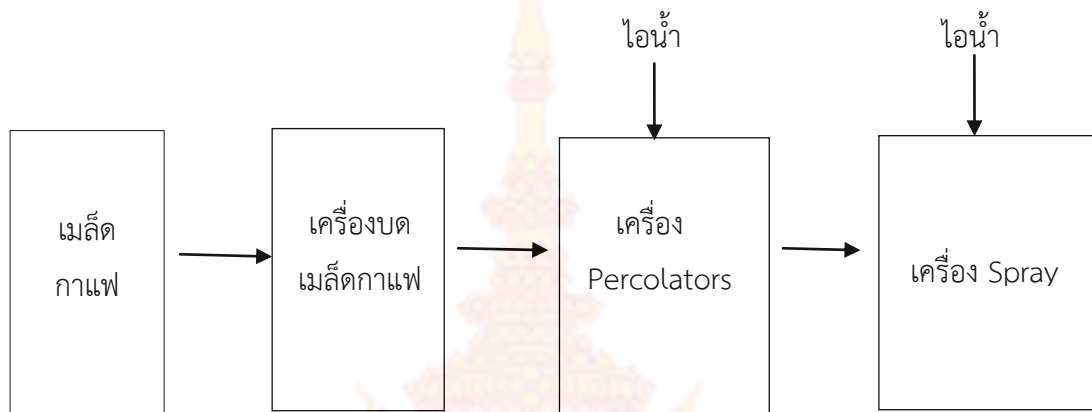 ไอน้ำ
ไอน้ำ
เมล็ด
กาแฟ
เครื่องบด
เมล็ดกาแฟ
เครื่อง
Percolators
เครื่อง Spray